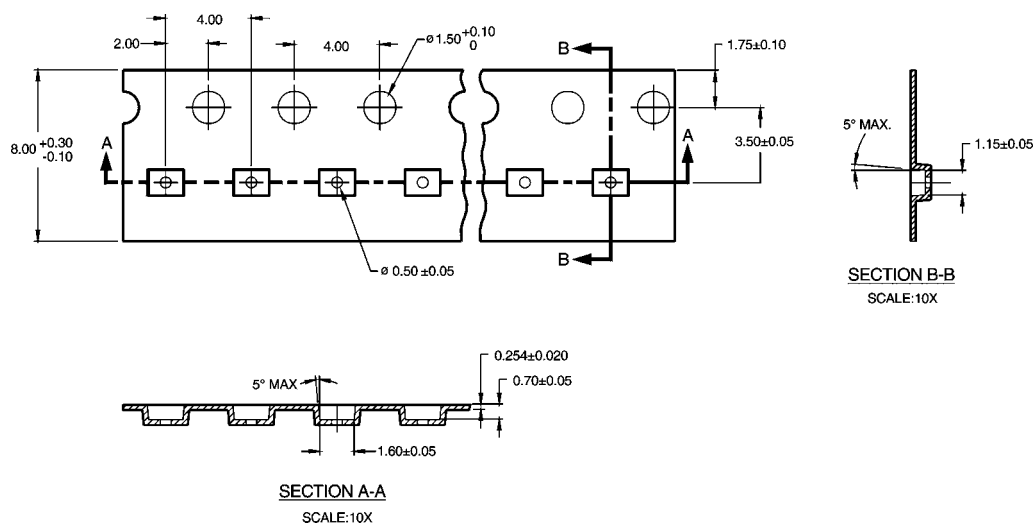 4.00
2.00
4.00
ø1.50 +0.10 0
B
1.75±0.10
8.00 +0.30 -0.10
A
A
3.50±0.05
5° MAX.
1.15±0.05
B
ø 0.50 ±0.05
SECTION B-B
SCALE:10X
0.254±0.020
5° MAX
0.70±0.05
1.60±0.05
SECTION A-A
SCALE:10X